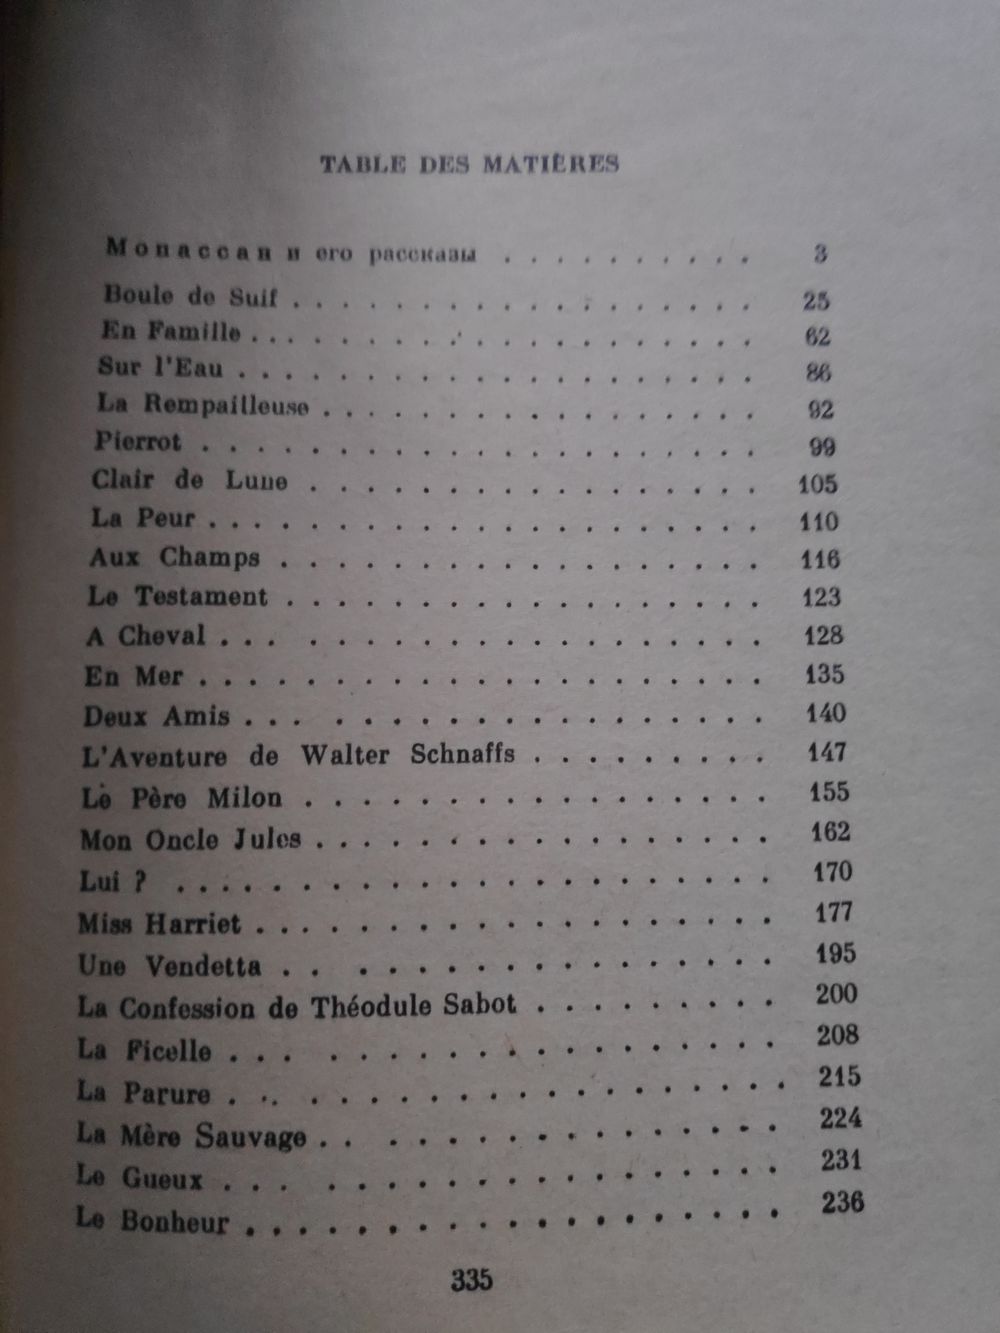 TABLE DES MATIÈRES
Мопассан и его рассказы . . . . . . . . . . 3
Boule de Suif . . . . . . . . . . . . . . . . . . 25
En Famille . . . . . . . . . . . . . . . . . . . 62
Sur l'Eau . . . . . . . . . . . . . . . . . . . . 86
La Rempailleuse . . . . . . . . . . . . . . . . 92
Pierrot . . . . . . . . . . . . . . . . . . . . . 99
Clair de Lune . . . . . . . . . . . . . . . . . 105
La Peur . . . . . . . . . . . . . . . . . . . . . 110
Aux Champs . . . . . . . . . . . . . . . . . . 116
Le Testament . . . . . . . . . . . . . . . . . . 123
A Cheval . . . . . . . . . . . . . . . . . . . . 128
En Mer . . . . . . . . . . . . . . . . . . . . . 135
Deux Amis . . . . . . . . . . . . . . . . . . . 140
L'Aventure de Walter Schnaffs . . . . . . . . . 147
Le Père Milon . . . . . . . . . . . . . . . . . 155
Mon Oncle Jules . . . . . . . . . . . . . . . . 162
Lui ? . . . . . . . . . . . . . . . . . . . . . . 170
Miss Harriet . . . . . . . . . . . . . . . . . . 177
Une Vendetta . . . . . . . . . . . . . . . . . 195
La Confession de Théodule Sabot . . . . . . . . . 200
La Ficelle . . . . . . . . . . . . . . . . . . . 208
La Parure . . . . . . . . . . . . . . . . . . . 215
La Mère Sauvage . . . . . . . . . . . . . . . . 224
Le Gueux . . . . . . . . . . . . . . . . . . . 231
Le Bonheur . . . . . . . . . . . . . . . . . . . 236
335